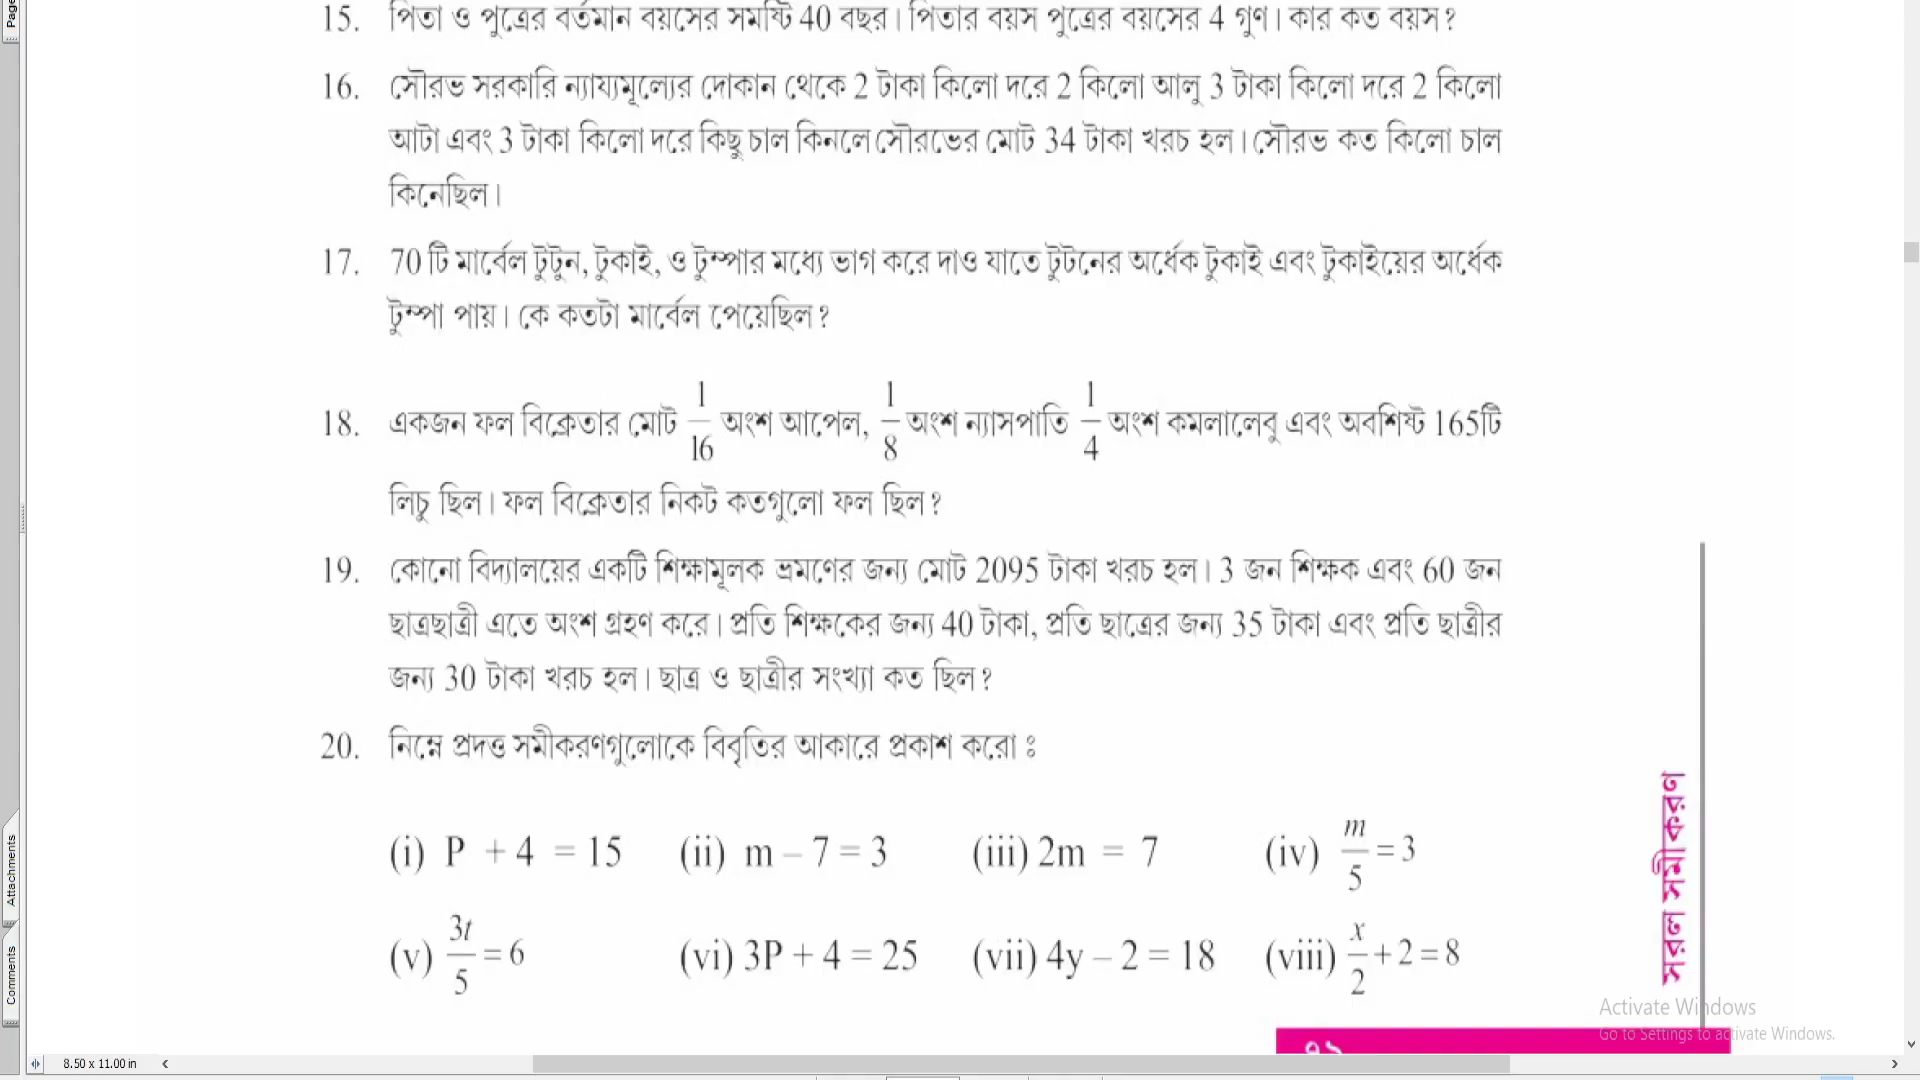 Page
15. পিতা ও পুত্রের বর্তমান বয়সের সমষ্টি 40 বছর। পিতার বয়স পুত্রের বয়সের 4 গুণ। কার কত বয়স?
16. সৌরভ সরকারি ন্যায্যমূল্যের দোকান থেকে 2 টাকা কিলো দরে 2 কিলো আলু 3 টাকা কিলো দরে 2 কিলো
আটা এবং 3 টাকা কিলো দরে কিছু চাল কিনলে সৌরভের মোট 34 টাকা খরচ হল। সৌরভ কত কিলো চাল
কিনেছিল।
17. 70 টি মার্বেল টুটুন, টুকাই, ও টুম্পার মধ্যে ভাগ করে দাও যাতে টুটনের অর্ধেক টুকাই এবং টুকাইয়ের অর্ধেক
টুম্পা পায়। কে কতটা মার্বেল পেয়েছিল?
18. একজন ফল বিক্রেতার মোট 1/16 অংশ আপেল, 1/8 অংশ ন্যাসপাতি 1/4 অংশ কমলালেবু এবং অবশিষ্ট 165টি
লিচু ছিল। ফল বিক্রেতার নিকট কতগুলো ফল ছিল?
19. কোনো বিদ্যালয়ের একটি শিক্ষামূলক ভ্রমণের জন্য মোট 2095 টাকা খরচ হল। 3 জন শিক্ষক এবং 60 জন
ছাত্রছাত্রী এতে অংশ গ্রহণ করে। প্রতি শিক্ষকের জন্য 40 টাকা, প্রতি ছাত্রের জন্য 35 টাকা এবং প্রতি ছাত্রীর
জন্য 30 টাকা খরচ হল। ছাত্র ও ছাত্রীর সংখ্যা কত ছিল?
20. নিম্নে প্রদত্ত সমীকরণগুলোকে বিবৃতির আকারে প্রকাশ করো ঃ
(i) P + 4 = 15 (ii) m – 7 = 3 (iii) 2m = 7 (iv) m/5 = 3
(v) 3t/5 = 6 (vi) 3P + 4 = 25 (vii) 4y – 2 = 18 (viii) x/2 + 2 = 8
সরল সমীকরণ
Attachments
Comments
Activate Windows
Go to Settings to activate Windows.
8.50 x 11.00 in